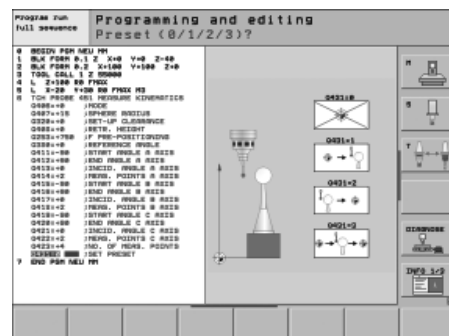 Program run
full sequence
Programming and editing
Preset (0/1/2/3)?
0 BEGIN PGM NEU MM
1 BLK FORM 0.1 Z X+0 Y+0 Z-40
2 BLK FORM 0.2 X+100 Y+100 Z+0
3 TOOL CALL 1 Z S5000
4 L Z+100 R0 FMAX
5 L X-20 Y+30 R0 FMAX M3
6 TCH PROBE 451 MEASURE KINEMATICS
Q406=+0 ;MODE
Q407=+15 ;SPHERE RADIUS
Q320=+0 ;SET-UP CLEARANCE
Q408=+0 ;RETR. HEIGHT
Q253=+750 ;F PRE-POSITIONING
Q380=+0 ;REFERENCE ANGLE
Q411=-90 ;START ANGLE A AXIS
Q412=+90 ;END ANGLE A AXIS
Q413=+0 ;INCID. ANGLE A AXIS
Q414=+2 ;MEAS. POINTS A AXIS
Q415=-90 ;START ANGLE B AXIS
Q416=+90 ;END ANGLE B AXIS
Q417=+0 ;INCID. ANGLE B AXIS
Q418=+2 ;MEAS. POINTS B AXIS
Q419=-90 ;START ANGLE C AXIS
Q420=+90 ;END ANGLE C AXIS
Q421=+0 ;INCID. ANGLE C AXIS
Q422=+2 ;MEAS. POINTS C AXIS
Q423=+4 ;NO. OF MEAS. POINTS
;SET PRESET
7 END PGM NEU MM
Q431=0
Q431=1
Q431=2
Q431=3
M
S
T
DIAGNOSE
INFO 1/3